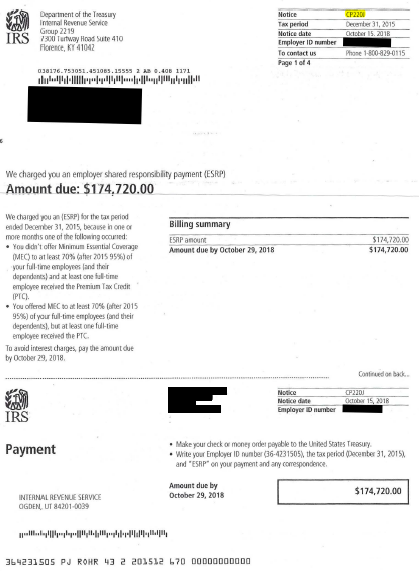 Department of the Treasury
Internal Revenue Service
Group 2219
7300 Turfway Road Suite 410
Florence, KY 41042
IRS
Notice CP220J
Tax period December 31, 2015
Notice date October 15, 2018
Employer ID number
To contact us Phone 1-800-829-0115
Page 1 of 4
038176.753051.451085.15555 2 AB 0.408 1171
We charged you an employer shared responsibility payment (ESRP)
Amount due: $174,720.00
We charged you an (ESRP) for the tax period
ended December 31, 2015, because in one or
more months one of the following occurred:
• You didn't offer Minimum Essential Coverage
(MEC) to at least 70% (after 2015 95%) of
your full-time employees (and their
dependents) and at least one full-time
employee received the Premium Tax Credit
(PTC).
• You offered MEC to at least 70% (after 2015
95%) of your full-time employees (and their
dependents), but at least one full-time
employee received the PTC.
To avoid interest charges, pay the amount due
by October 29, 2018.
Billing summary
ESRP amount $174,720.00
Amount due by October 29, 2018 $174,720.00
Continued on back...
IRS
Notice CP220J
Notice date October 15, 2018
Employer ID number
Payment
• Make your check or money order payable to the United States Treasury.
• Write your Employer ID number (36-4231505), the tax period (December 31, 2015),
and "ESRP" on your payment and any correspondence.
INTERNAL REVENUE SERVICE
OGDEN, UT 84201-0039
Amount due by
October 29, 2018
$174,720.00
364231505 PJ ROHR 43 2 201512 670 00000000000